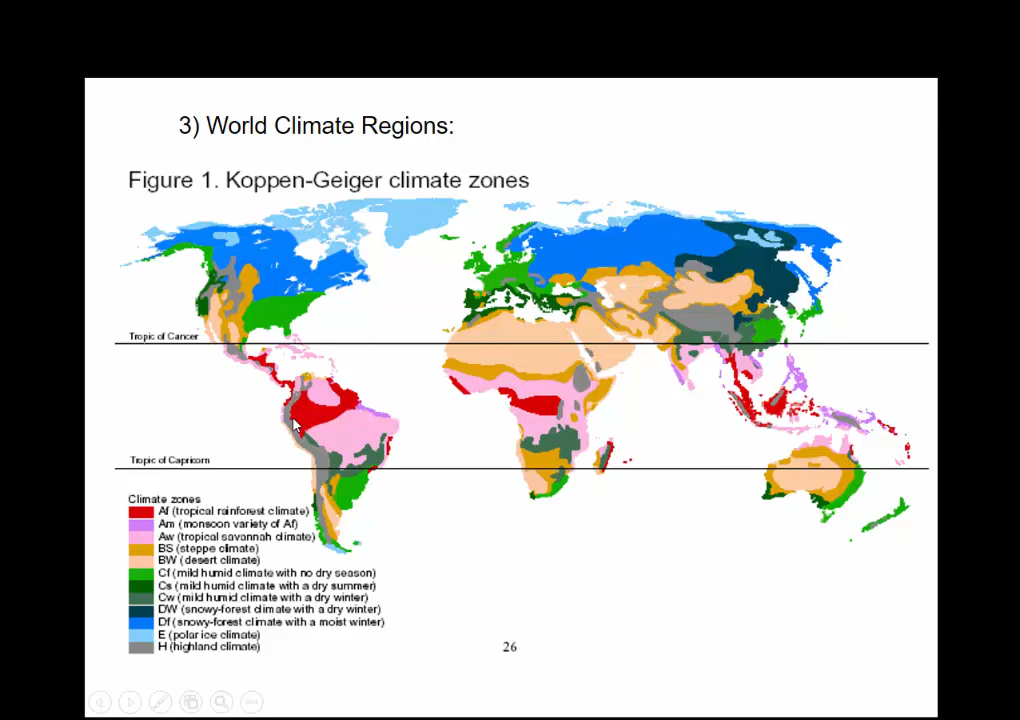 3) World Climate Regions:
Figure 1. Koppen-Geiger climate zones
Tropic of Cancer
Tropic of Capricorn
Climate zones
Af (tropical rainforest climate)
Am (monsoon variety of Af)
Aw (tropical savannah climate)
BS (steppe climate)
BW (desert climate)
Cf (mild humid climate with no dry season)
Cs (mild humid climate with a dry summer)
Cw (mild humid climate with a dry winter)
DW (snowy-forest climate with a dry winter)
Df (snowy-forest climate with a moist winter)
E (polar ice climate)
H (highland climate)
26